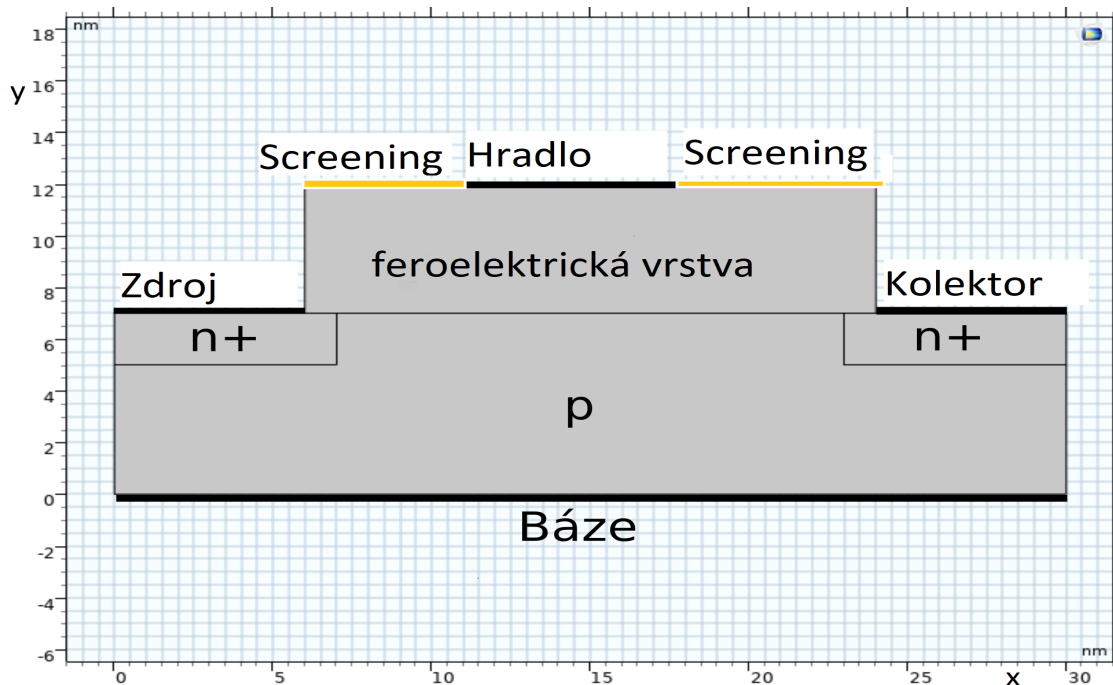 nm
18
y
16
14
Screening Hradlo Screening
12
10
feroelektrická vrstva
8
Zdroj Kolektor
6
n+ n+
4
p
2
0
Báze
-2
-4
-6
nm
0 5 10 15 20 25 x 30